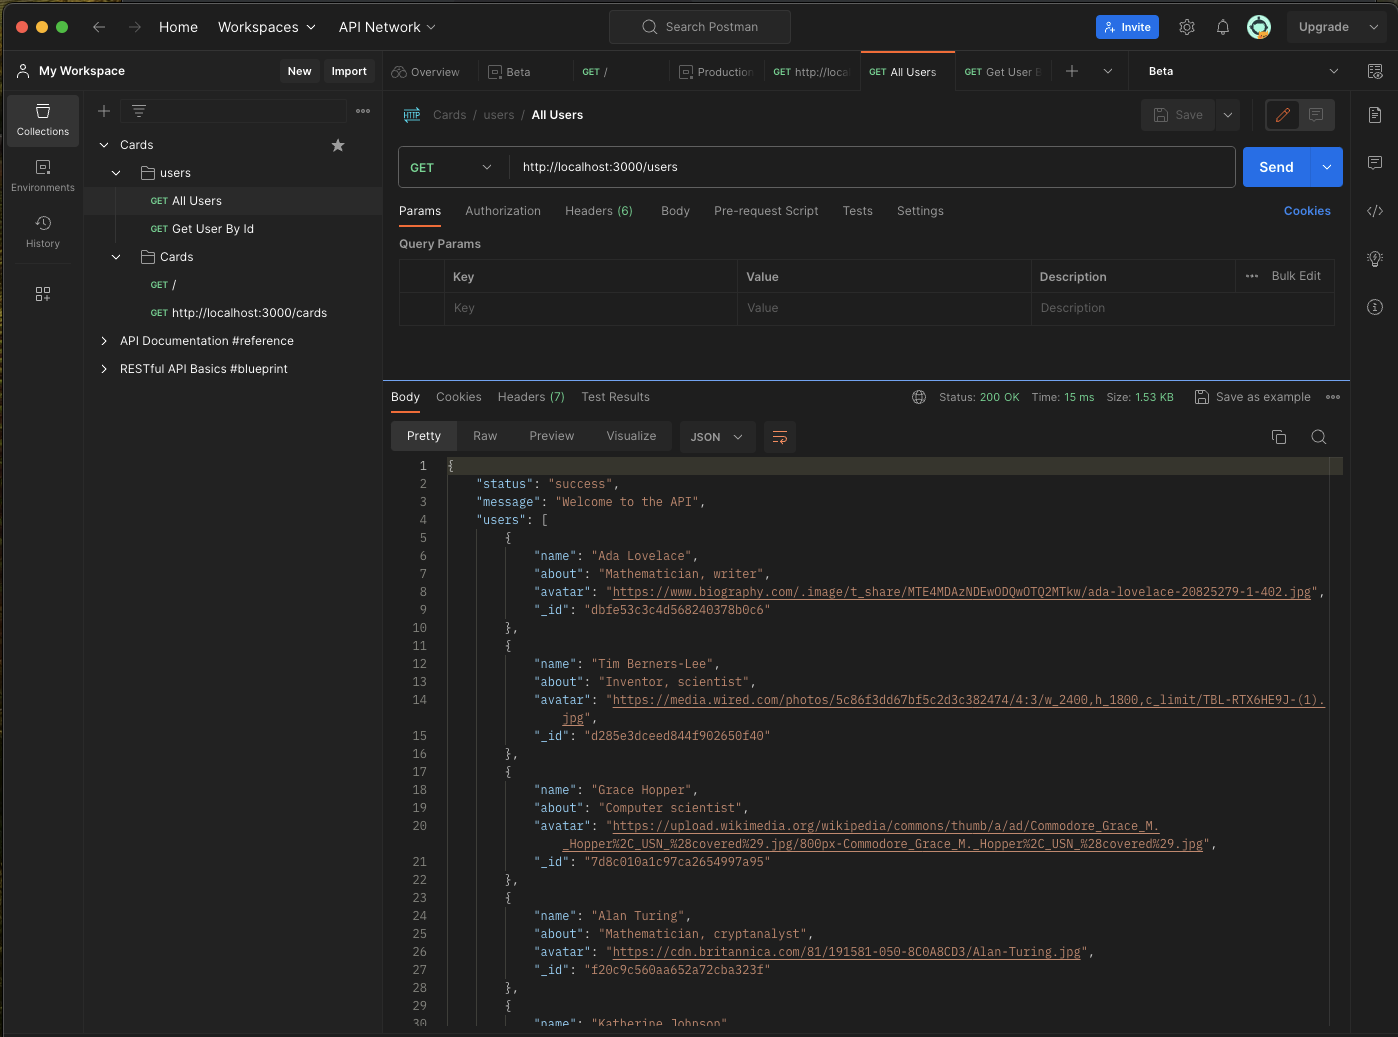 Home
Workspaces
API Network
Search Postman
Invite
Upgrade
My Workspace
New
Import
Overview
Beta
GET /
Production
GET http://loca
GET All Users
GET Get User B
Beta
Collections
Environments
History
Cards
users
GET All Users
GET Get User By Id
Cards
GET /
GET http://localhost:3000/cards
API Documentation #reference
RESTful API Basics #blueprint
HTTP Cards / users / All Users
Save
GET http://localhost:3000/users
Send
Params Authorization Headers (6) Body Pre-request Script Tests Settings Cookies
Query Params
Key Value Description Bulk Edit
Key Value Description
Body Cookies Headers (7) Test Results Status: 200 OK Time: 15 ms Size: 1.53 KB Save as example
Pretty Raw Preview Visualize JSON
1 {
2 "status": "success",
3 "message": "Welcome to the API",
4 "users": [
5 {
6 "name": "Ada Lovelace",
7 "about": "Mathematician, writer",
8 "avatar": "https://www.biography.com/.image/t_share/MTE4MDAzNDEwODQwOTQ2MTkw/ada-lovelace-20825279-1-402.jpg",
9 "_id": "dbfe53c3c4d568240378b0c6"
10 },
11 {
12 "name": "Tim Berners-Lee",
13 "about": "Inventor, scientist",
14 "avatar": "https://media.wired.com/photos/5c86f3dd67bf5c2d3c382474/4:3/w_2400,h_1800,c_limit/TBL-RTX6HE9J-(1).
jpg",
15 "_id": "d285e3dceed844f902650f40"
16 },
17 {
18 "name": "Grace Hopper",
19 "about": "Computer scientist",
20 "avatar": "https://upload.wikimedia.org/wikipedia/commons/thumb/a/ad/Commodore_Grace_M.
_Hopper%2C_USN_%28covered%29.jpg/800px-Commodore_Grace_M._Hopper%2C_USN_%28covered%29.jpg",
21 "_id": "7d8c010a1c97ca2654997a95"
22 },
23 {
24 "name": "Alan Turing",
25 "about": "Mathematician, cryptanalyst",
26 "avatar": "https://cdn.britannica.com/81/191581-050-8C0A8CD3/Alan-Turing.jpg",
27 "_id": "f20c9c560aa652a72cba323f"
28 },
29 {
30 "name": "Katherine Johnson"